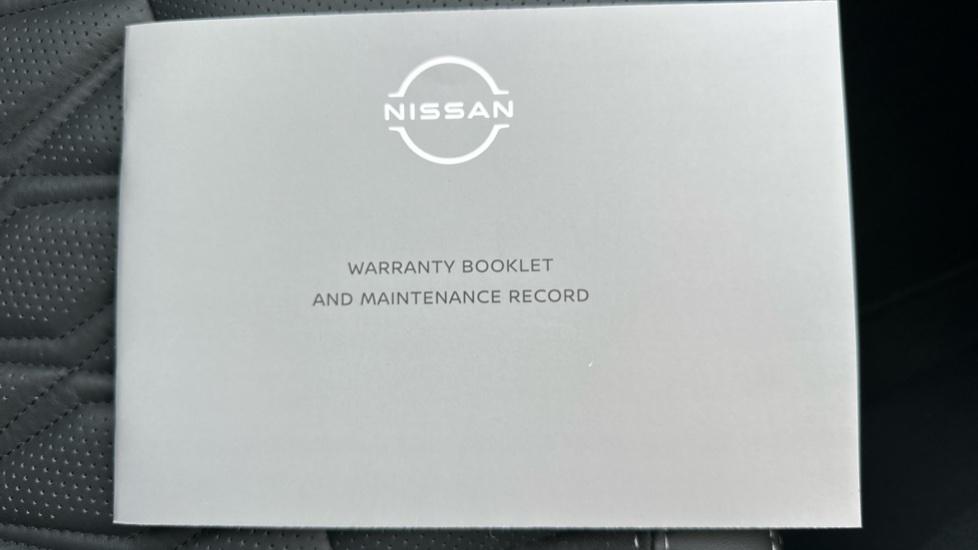 NISSAN
WARRANTY BOOKLET
AND MAINTENANCE RECORD